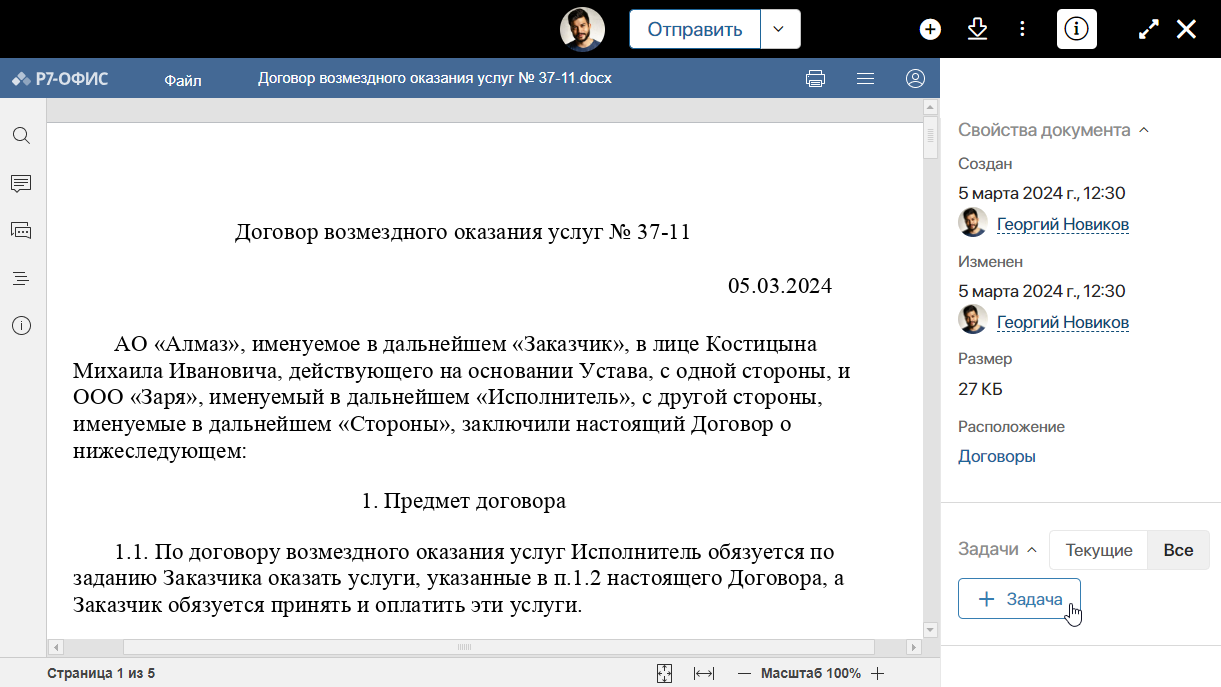 Отправить
Р7-ОФИС
Файл
Договор возмездного оказания услуг № 37-11.docx
Договор возмездного оказания услуг № 37-11
05.03.2024
АО «Алмаз», именуемое в дальнейшем «Заказчик», в лице Костицына
Михаила Ивановича, действующего на основании Устава, с одной стороны, и
ООО «Заря», именуемый в дальнейшем «Исполнитель», с другой стороны,
именуемые в дальнейшем «Стороны», заключили настоящий Договор о
нижеследующем:
1. Предмет договора
1.1. По договору возмездного оказания услуг Исполнитель обязуется по
заданию Заказчика оказать услуги, указанные в п.1.2 настоящего Договора, а
Заказчик обязуется принять и оплатить эти услуги.
Страница 1 из 5
Масштаб 100%
Свойства документа
Создан
5 марта 2024 г., 12:30
Георгий Новиков
Изменен
5 марта 2024 г., 12:30
Георгий Новиков
Размер
27 КБ
Расположение
Договоры
Задачи
Текущие
Все
Задача